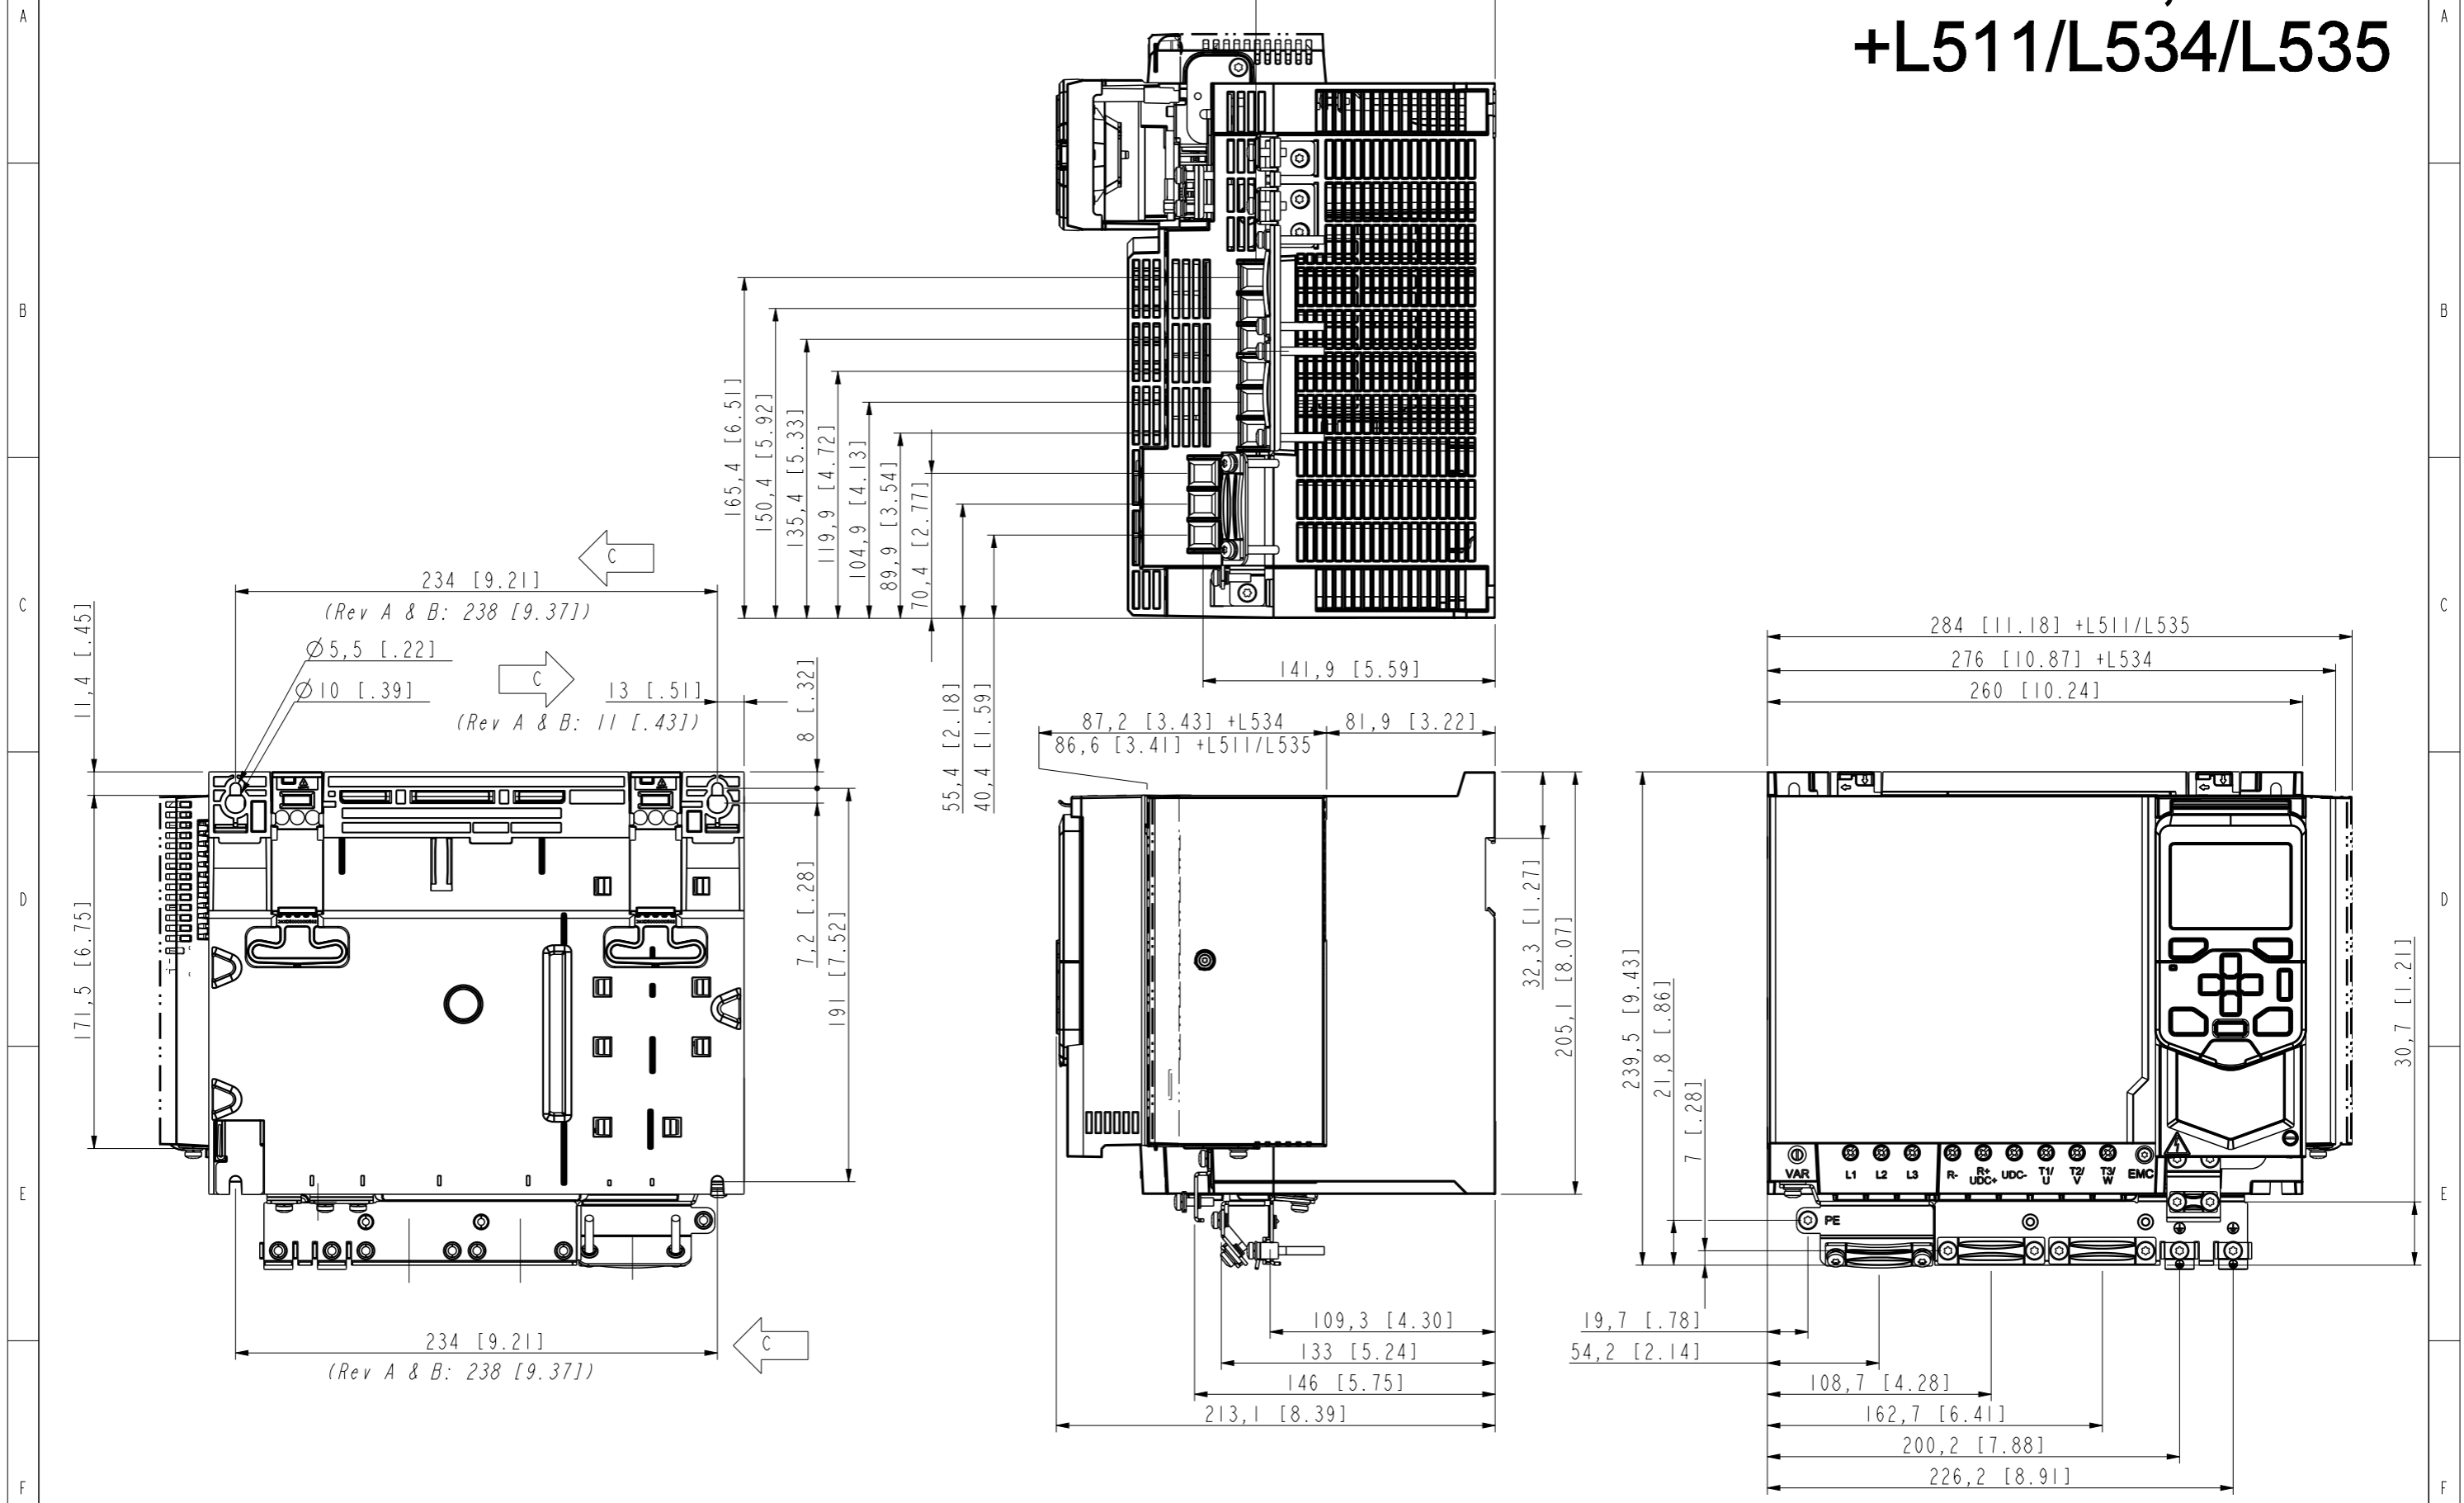 A
A
+L511/L534/L535
B
B
165,4 [6.51]
150,4 [5.92]
135,4 [5.33]
119,9 [4.72]
104,9 [4.13]
89,9 [3.54]
70,4 [2.77]
55,4 [2.18]
40,4 [1.59]
141,9 [5.59]
C
C
C
234 [9.21]
(Rev A & B: 238 [9.37])
Ø5,5 [.22]
Ø10 [.39]
C
13 [.51]
(Rev A & B: 11 [.43])
11,4 [.45]
8 [.32]
171,5 [6.75]
7,2 [.28]
191 [7.52]
234 [9.21]
(Rev A & B: 238 [9.37])
C
87,2 [3.43] +L534
86,6 [3.41] +L511/L535
81,9 [3.22]
32,3 [1.27]
205,1 [8.07]
109,3 [4.30]
133 [5.24]
146 [5.75]
213,1 [8.39]
284 [11.18] +L511/L535
276 [10.87] +L534
260 [10.24]
239,5 [9.43]
21,8 [.86]
7 [.28]
30,7 [1.21]
VAR L1 L2 L3 R- R+ UDC+ UDC- T1/U T2/V T3/W EMC
PE
19,7 [.78]
54,2 [2.14]
108,7 [4.28]
162,7 [6.41]
200,2 [7.88]
226,2 [8.91]
D
D
E
E
F
F